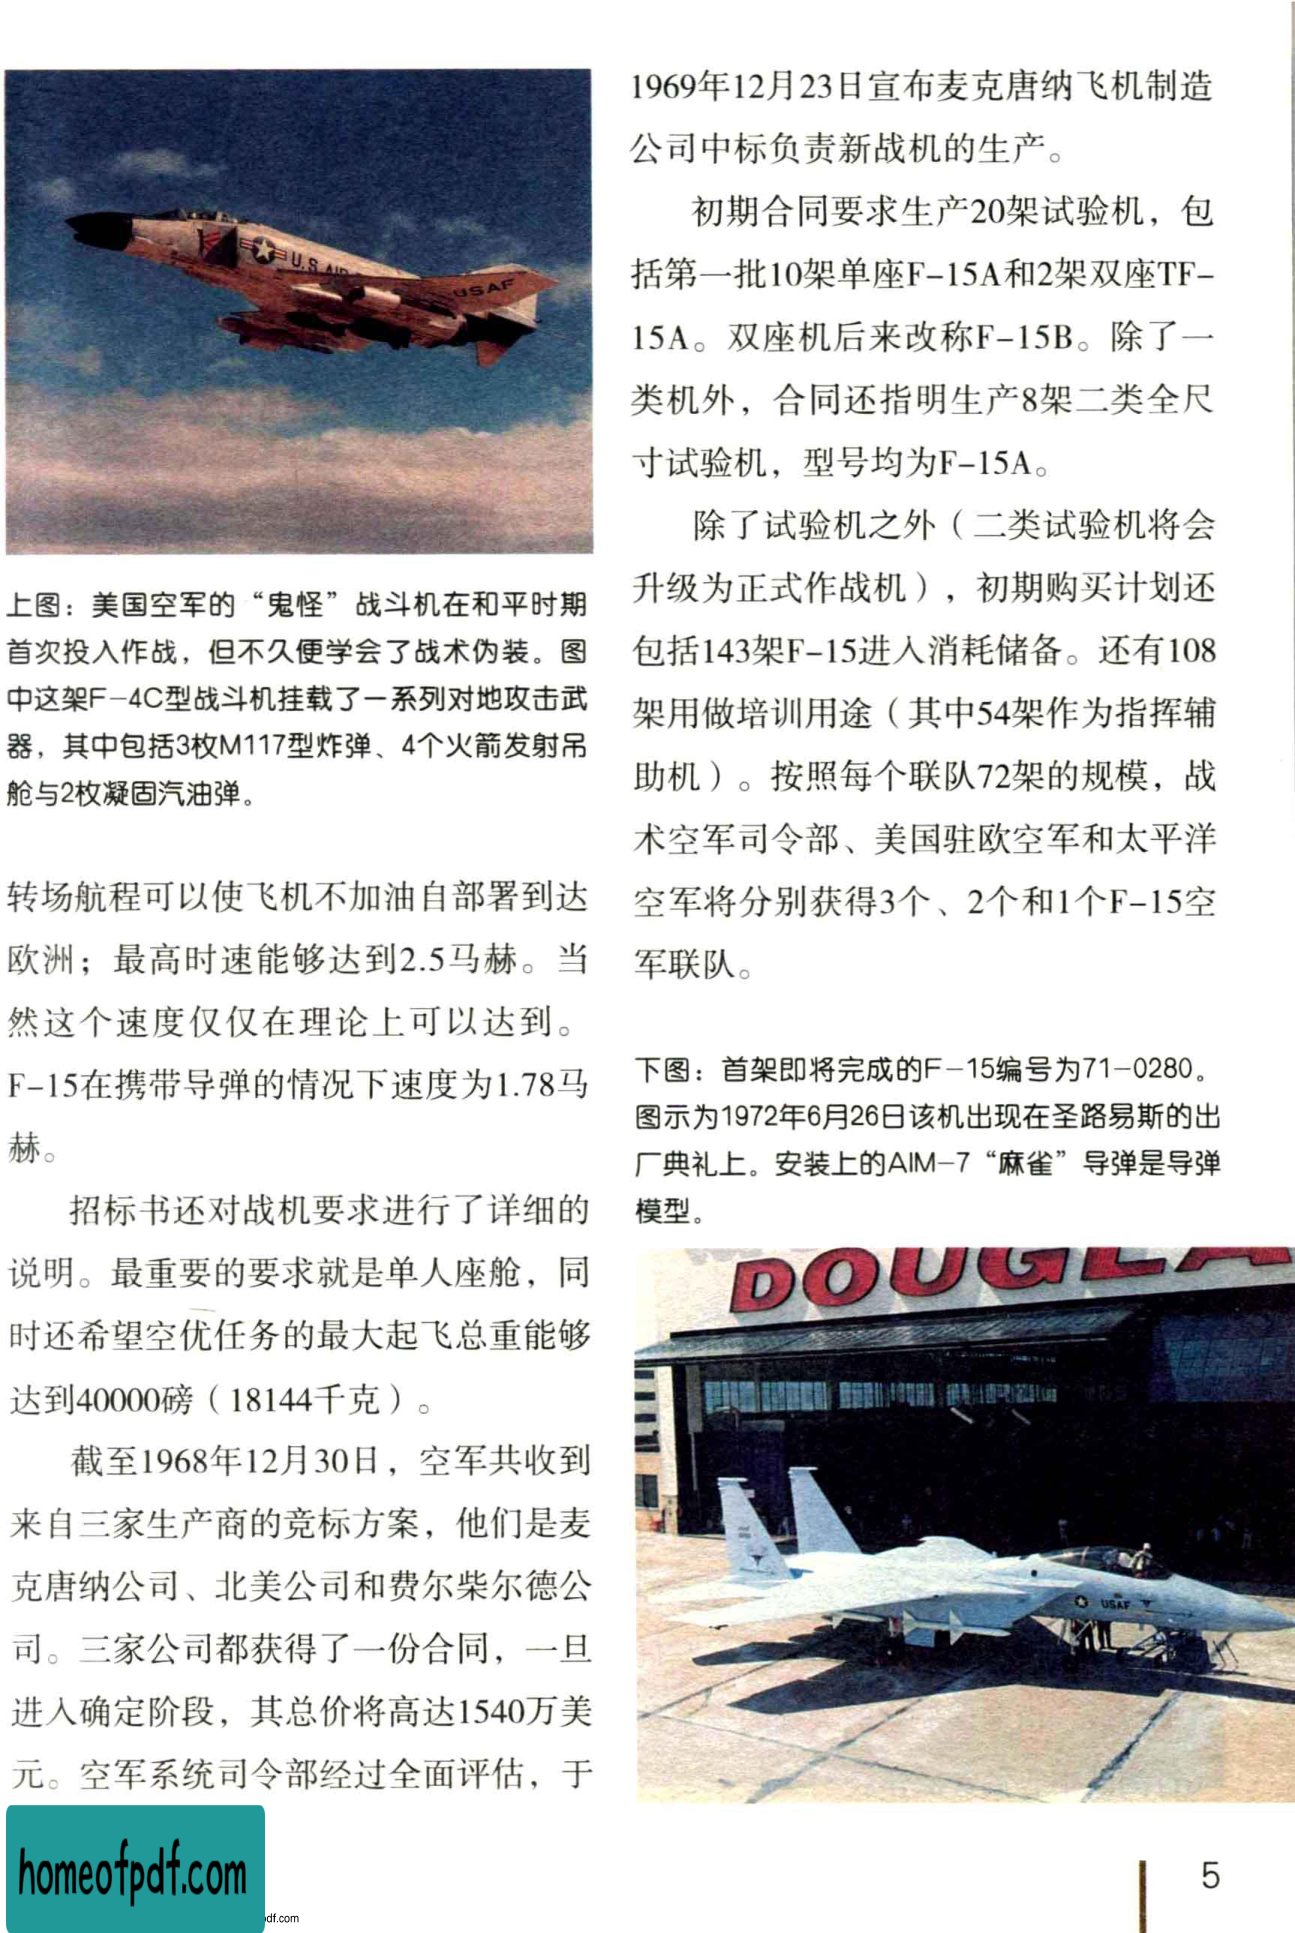 U.S. AIR
USAF
上图：美国空军的“鬼怪”战斗机在和平时期
首次投入作战，但不久便学会了战术伪装。图
中这架F-4C型战斗机挂载了一系列对地攻击武
器，其中包括3枚M117型炸弹、4个火箭发射吊
舱与2枚凝固汽油弹。
转场航程可以使飞机不加油自部署到达
欧洲；最高时速能够达到2.5马赫。当
然这个速度仅仅在理论上可以达到。
F-15在携带导弹的情况下速度为1.78马
赫。
招标书还对战机要求进行了详细的
说明。最重要的要求就是单人座舱，同
时还希望空优任务的最大起飞总重能够
达到40000磅（18144千克）。
截至1968年12月30日，空军共收到
来自三家生产商的竞标方案，他们是麦
克唐纳公司、北美公司和费尔柴尔德公
司。三家公司都获得了一份合同，一旦
进入确定阶段，其总价将高达1540万美
元。空军系统司令部经过全面评估，于
1969年12月23日宣布麦克唐纳飞机制造
公司中标负责新战机的生产。
初期合同要求生产20架试验机，包
括第一批10架单座F-15A和2架双座TF-
15A。双座机后来改称F-15B。除了一
类机外，合同还指明生产8架二类全尺
寸试验机，型号均为F-15A。
除了试验机之外（二类试验机将会
升级为正式作战机），初期购买计划还
包括143架F-15进入消耗储备。还有108
架用做培训用途（其中54架作为指挥辅
助机）。按照每个联队72架的规模，战
术空军司令部、美国驻欧空军和太平洋
空军将分别获得3个、2个和1个F-15空
军联队。
下图：首架即将完成的F-15编号为71-0280。
图示为1972年6月26日该机出现在圣路易斯的出
厂典礼上。安装上的AIM-7“麻雀”导弹是导弹
模型。
DOUGLA
USAF
5
homeofpdf.com
pdf.com